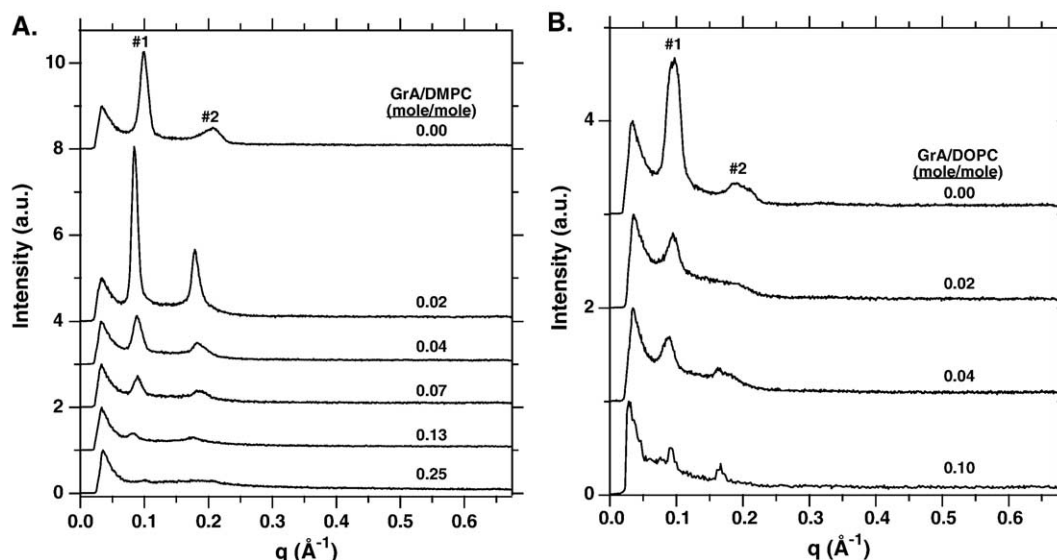 A.
#1
#2
GrA/DMPC
(mole/mole)
0.00
0.02
0.04
0.07
0.13
0.25
10
8
6
4
2
0
Intensity (a.u.)
0.0 0.1 0.2 0.3 0.4 0.5 0.6
q (Å-1)
B.
#1
#2
GrA/DOPC
(mole/mole)
0.00
0.02
0.04
0.10
4
2
0
Intensity (a.u.)
0.0 0.1 0.2 0.3 0.4 0.5 0.6
q (Å-1)